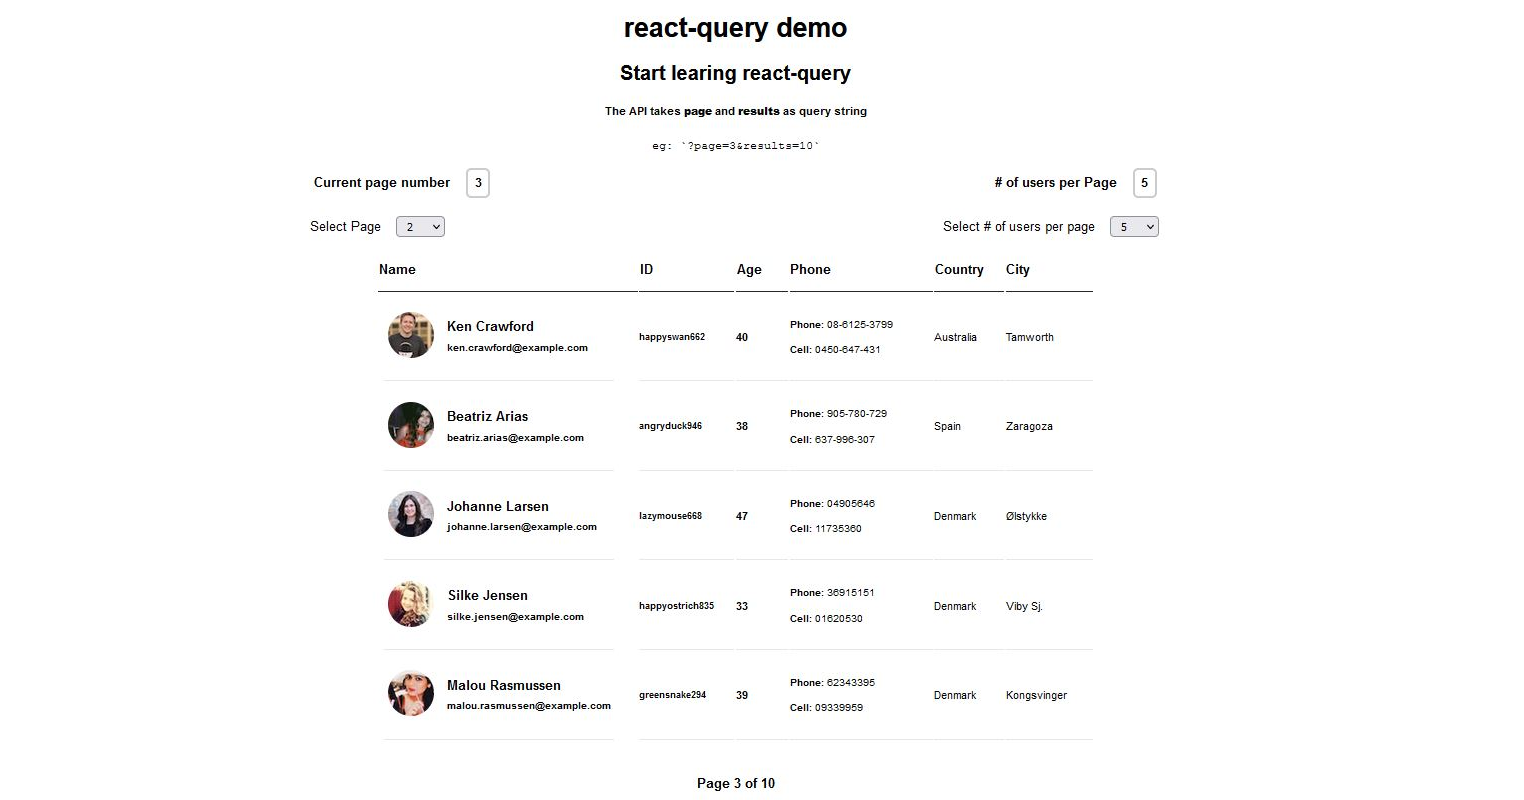 react-query demo
Start learing react-query
The API takes page and results as query string
eg: `?page=3&results=10`
Current page number 3 # of users per Page 5
Select Page 2 Select # of users per page 5
Name ID Age Phone Country City
Ken Crawford
ken.crawford@example.com
happyswan662
40
Phone: 08-6125-3799
Cell: 0450-647-431
Australia
Tamworth
Beatriz Arias
beatriz.arias@example.com
angryduck946
38
Phone: 905-780-729
Cell: 637-996-307
Spain
Zaragoza
Johanne Larsen
johanne.larsen@example.com
lazymouse668
47
Phone: 04905646
Cell: 11735360
Denmark
Ølstykke
Silke Jensen
silke.jensen@example.com
happyostrich835
33
Phone: 36915151
Cell: 01620530
Denmark
Viby Sj.
Malou Rasmussen
malou.rasmussen@example.com
greensnake294
39
Phone: 62343395
Cell: 09339959
Denmark
Kongsvinger
Page 3 of 10